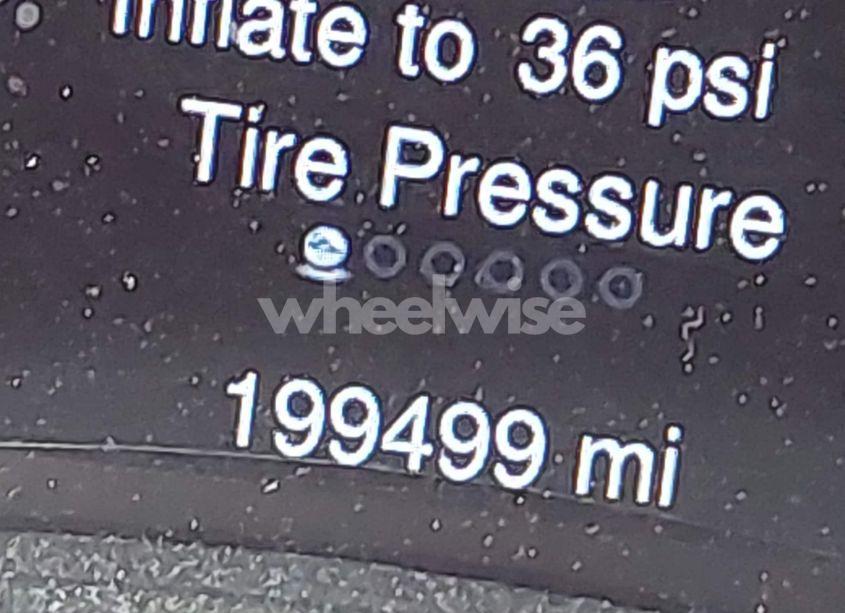 Inflate to 36 psi
Tire Pressure
wheelwise
199499 mi